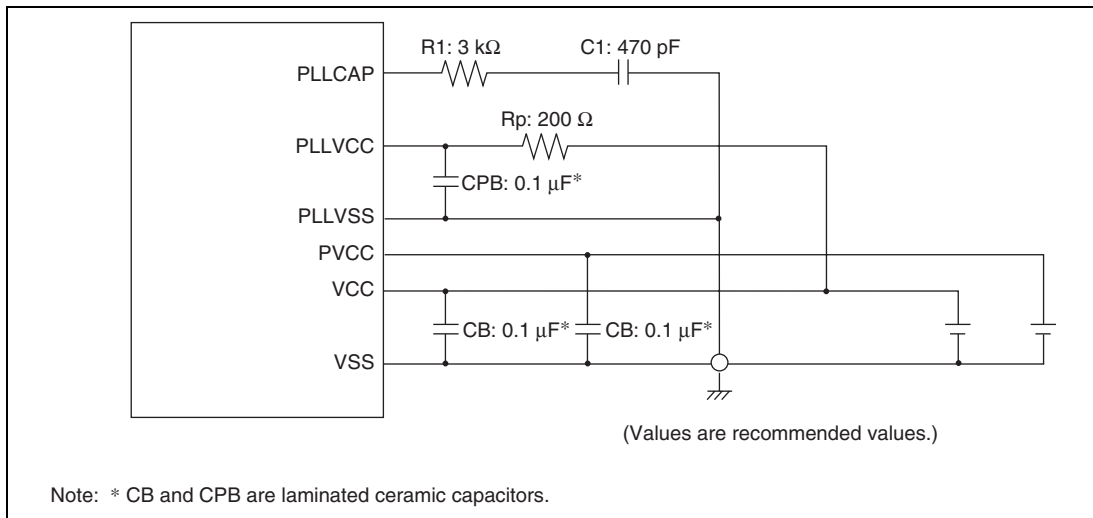 R1: 3 kΩ
C1: 470 pF
PLLCAP
Rp: 200 Ω
PLLVCC
CPB: 0.1 μF*
PLLVSS
PVCC
VCC
CB: 0.1 μF*
CB: 0.1 μF*
VSS
(Values are recommended values.)
Note: * CB and CPB are laminated ceramic capacitors.